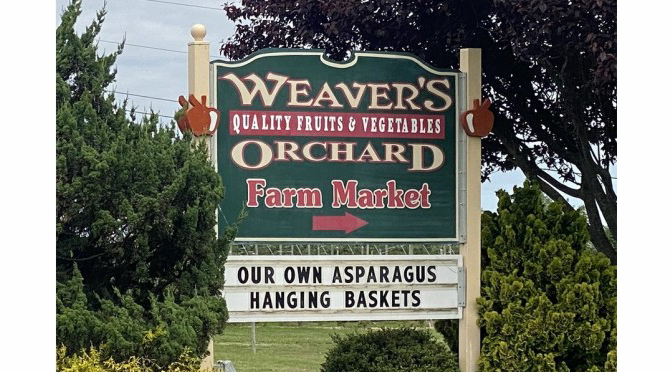 WEAVER'S
QUALITY FRUITS & VEGETABLES
ORCHARD
Farm Market
OUR OWN ASPARAGUS
HANGING BASKETS